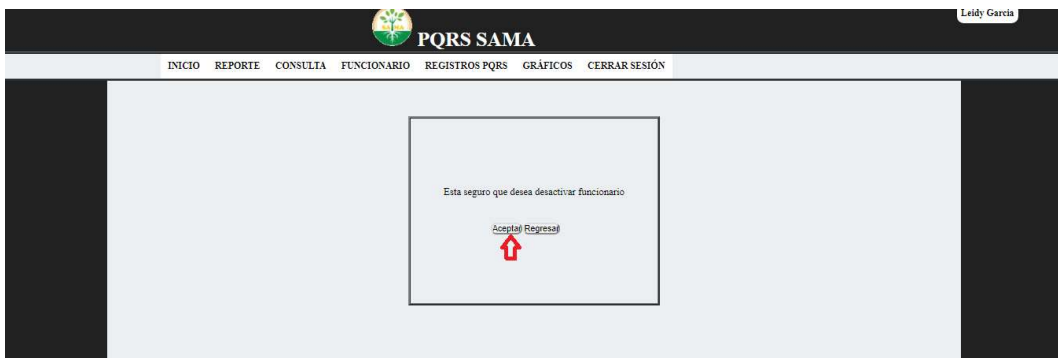 Leidy Garcia
SAMA
PQRS SAMA
INICIO REPORTE CONSULTA FUNCIONARIO REGISTROS PQRS GRÁFICOS CERRAR SESIÓN
Esta seguro que desea desactivar funcionario
Aceptar Regresar